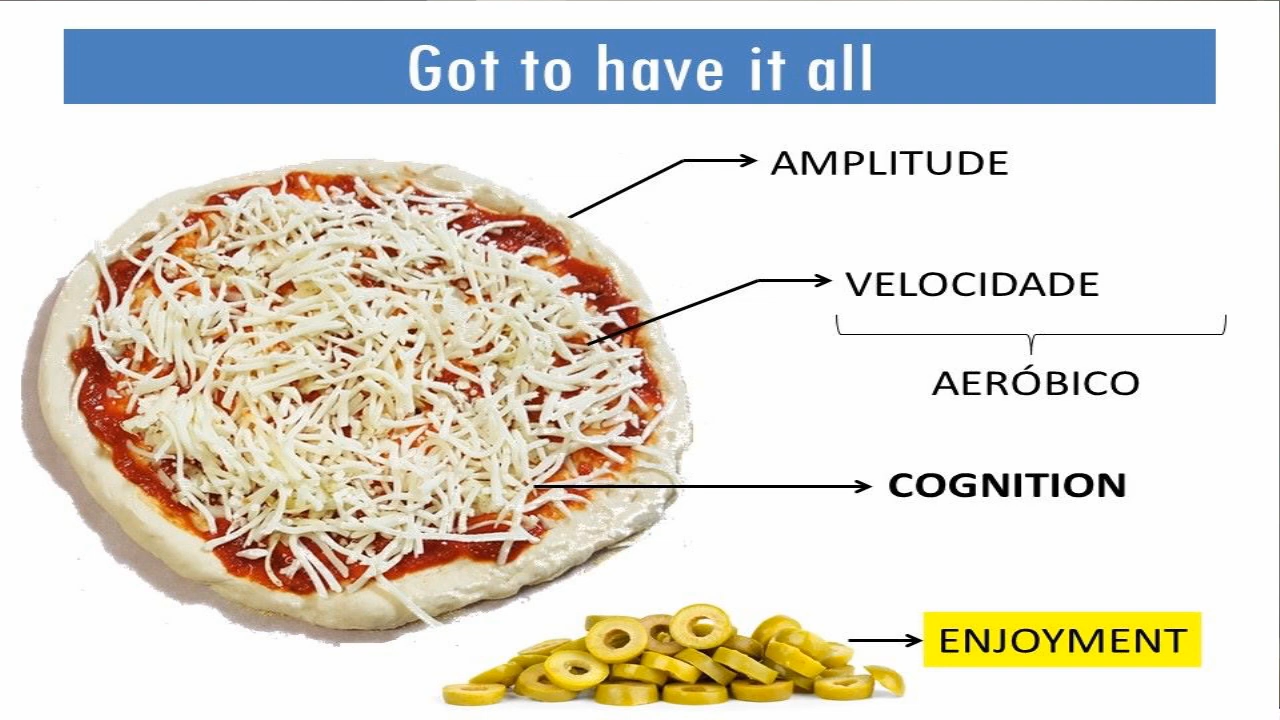 Got to have it all
AMPLITUDE
VELOCIDADE
AERÓBICO
COGNITION
ENJOYMENT